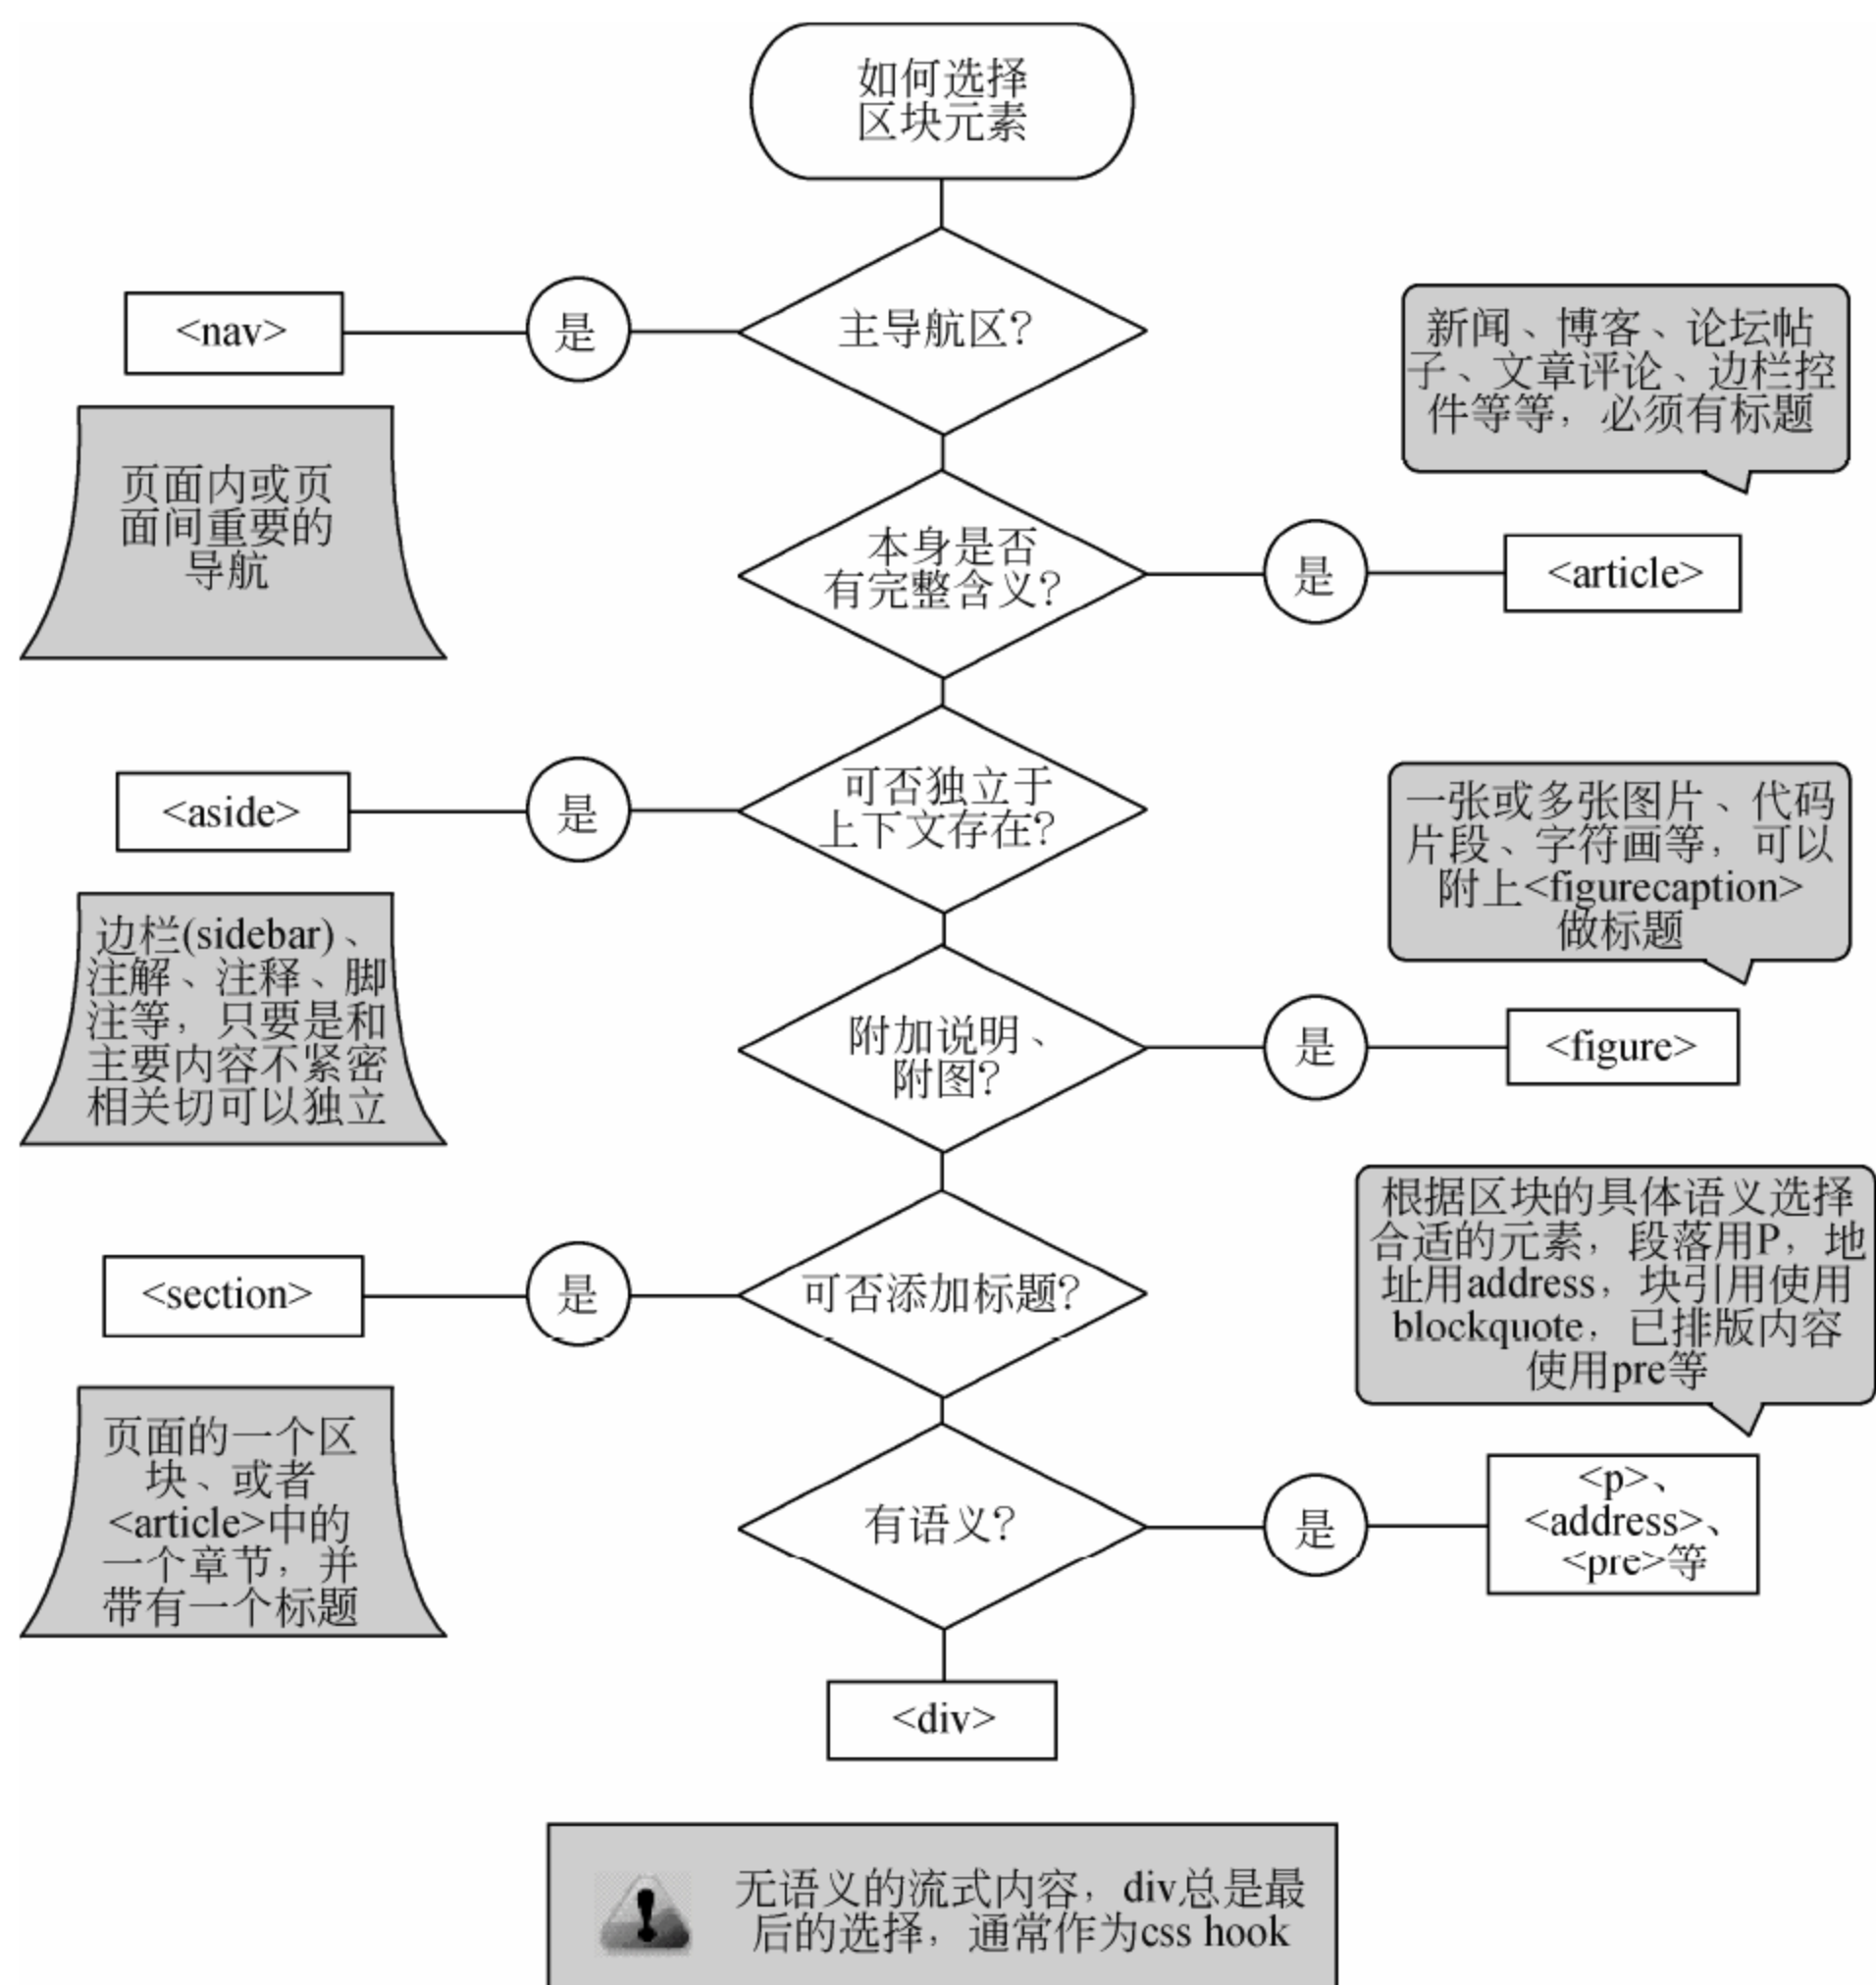 如何选择
区块元素
主导航区?
是
<nav>
页面内或页
面间重要的
导航
新闻、博客、论坛帖
子、文章评论、边栏控
件等等，必须有标题
本身是否
有完整含义?
是
<article>
可否独立于
上下文存在?
是
<aside>
边栏(sidebar)、
注解、注释、脚
注等，只要是和
主要内容不紧密
相关切可以独立
一张或多张图片、代码
片段、字符画等，可以
附上<figurecaption>
做标题
附加说明、
附图?
是
<figure>
可否添加标题?
是
<section>
页面的一个区
块、或者
<article>中的
一个章节，并
带有一个标题
根据区块的具体语义选择
合适的元素，段落用P，地
址用address，块引用使用
blockquote，已排版内容
使用pre等
有语义?
是
<p>、
<address>、
<pre>等
<div>
无语义的流式内容，div总是最
后的选择，通常作为css hook